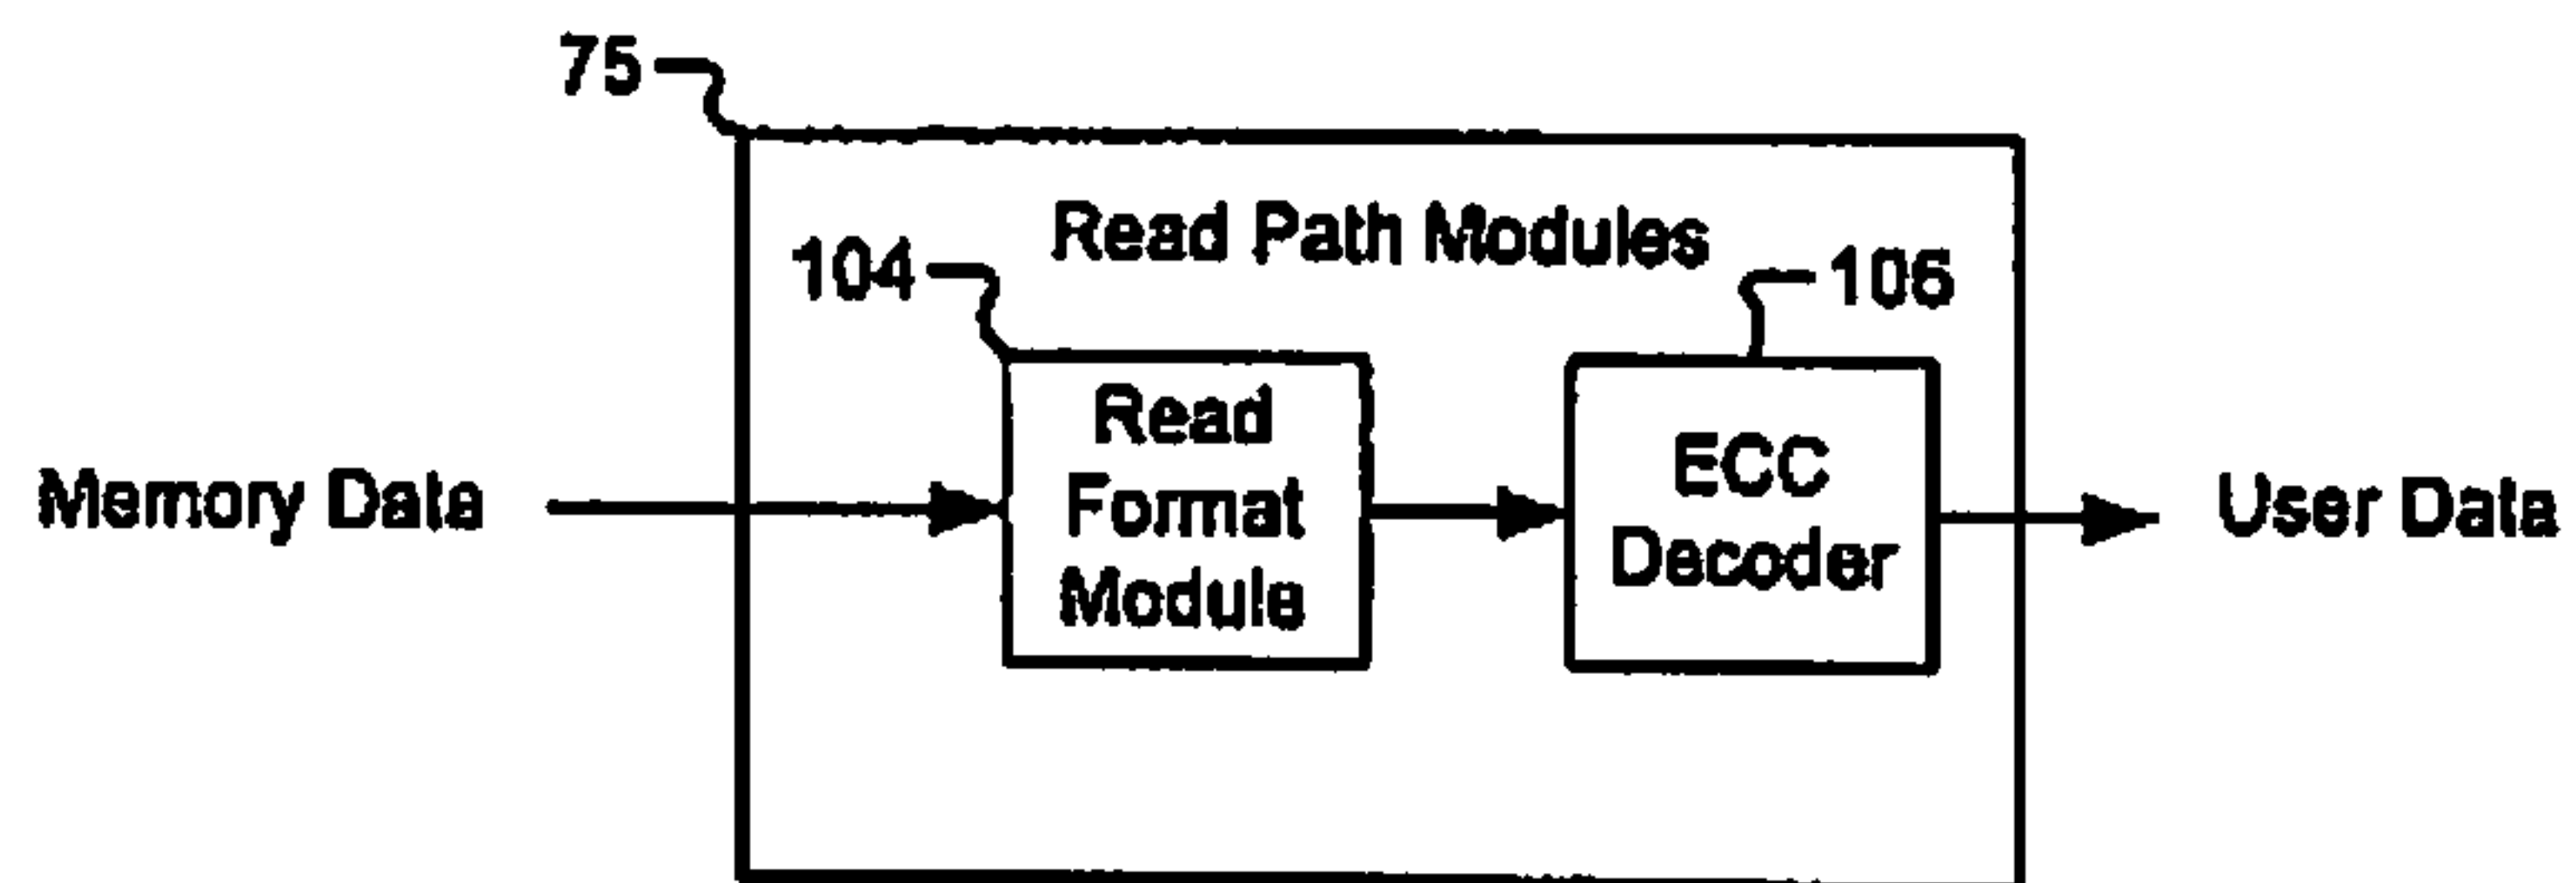 75
Read Path Modules
104
106
Read
Format
Module
ECC
Decoder
Memory Data
User Data